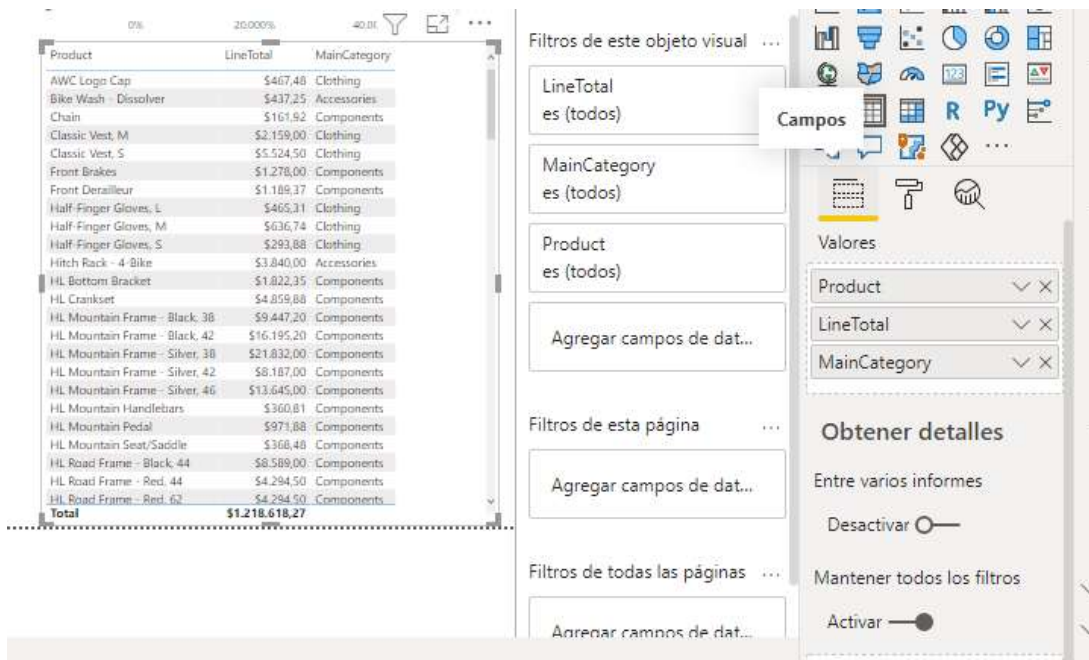 0% 20.000% 40.0(
Product LineTotal MainCategory
AWC Logo Cap $467,48 Clothing
Bike Wash - Dissolver $437,25 Accessories
Chain $161,92 Components
Classic Vest, M $2.159,00 Clothing
Classic Vest, S $5.524,50 Clothing
Front Brakes $1.278,00 Components
Front Derailleur $1.189,37 Components
Half-Finger Gloves, L $465,31 Clothing
Half-Finger Gloves, M $636,74 Clothing
Half-Finger Gloves, S $293,88 Clothing
Hitch Rack - 4-Bike $3.840,00 Accessories
HL Bottom Bracket $1.822,35 Components
HL Crankset $4.859,88 Components
HL Mountain Frame - Black, 38 $9.447,20 Components
HL Mountain Frame - Black, 42 $16.195,20 Components
HL Mountain Frame - Silver, 38 $21.832,00 Components
HL Mountain Frame - Silver, 42 $8.187,00 Components
HL Mountain Frame - Silver, 46 $13.645,00 Components
HL Mountain Handlebars $360,81 Components
HL Mountain Pedal $971,88 Components
HL Mountain Seat/Saddle $368,48 Components
HL Road Frame - Black, 44 $8.589,00 Components
HL Road Frame - Red, 44 $4.294,50 Components
HL Road Frame - Red, 62 $4.294,50 Components
Total $1.218.618,27
Filtros de este objeto visual ...
LineTotal
es (todos)
MainCategory
es (todos)
Product
es (todos)
Agregar campos de dat...
Filtros de esta página ...
Agregar campos de dat...
Filtros de todas las páginas ...
Agregar campos de dat...
123
R Py
Campos
Valores
Product
LineTotal
MainCategory
Obtener detalles
Entre varios informes
Desactivar
Mantener todos los filtros
Activar